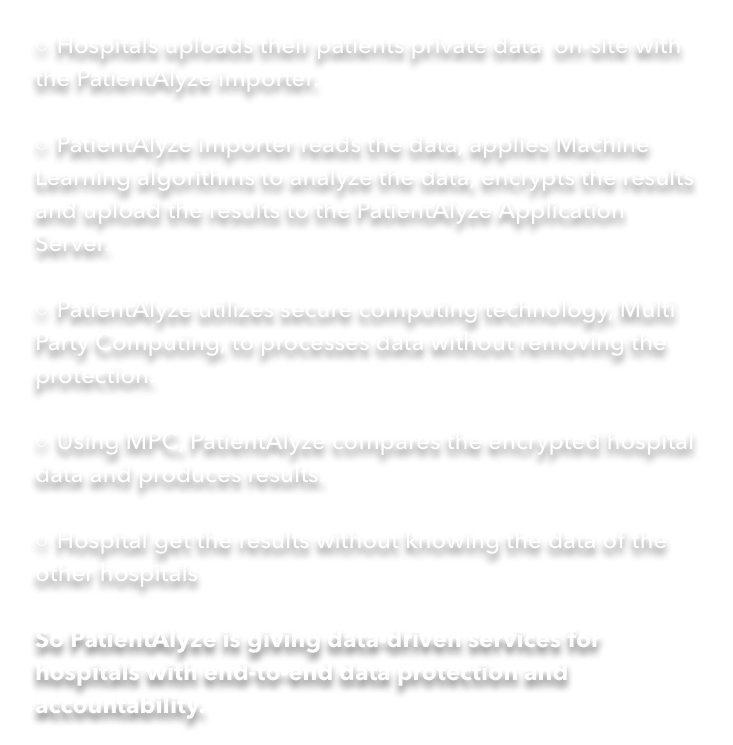 ○ Hospitals uploads their patients private data  on-site with
the PatientAlyze Importer.
○ PatientAlyze importer reads the data, applies Machine
Learning algorithms to analyze the data, encrypts the results
and upload the results to the PatientAlyze Application
Server.
○ PatientAlyze utilizes secure computing technology, Multi
Party Computing, to processes data without removing the
protection.
○ Using MPC, PatientAlyze compares the encrypted hospital
data and produces results.
○ Hospital get the results without knowing the data of the
other hospitals
So PatientAlyze is giving data-driven services for
hospitals with end-to-end data protection and
accountability.